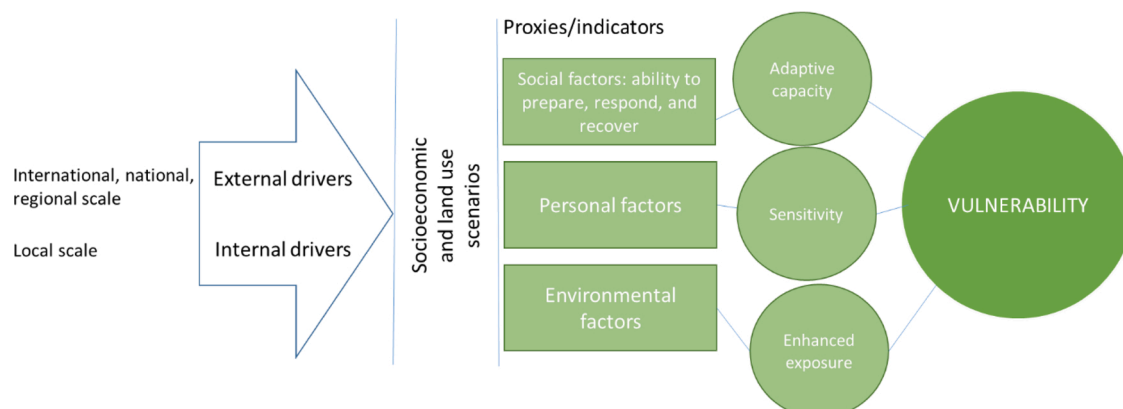 International, national,
regional scale
Local scale
External drivers
Internal drivers
Socioeconomic
and land use
scenarios
Proxies/indicators
Social factors: ability to
prepare, respond, and
recover
Personal factors
Environmental
factors
Adaptive
capacity
Sensitivity
Enhanced
exposure
VULNERABILITY